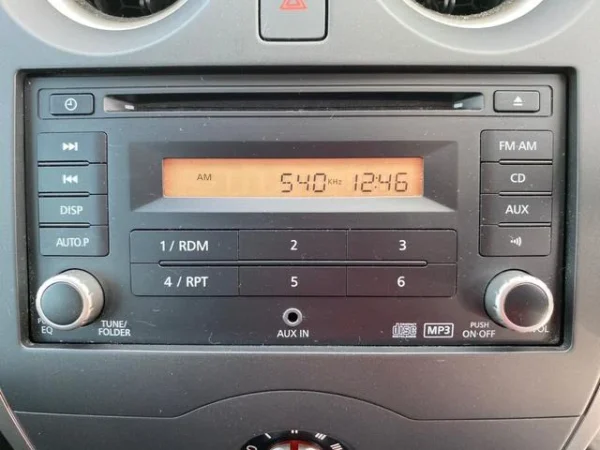 AM 540 KHz 12:46
FM·AM
CD
DISP
AUX
AUTO.P
1 / RDM 2 3
4 / RPT 5 6
EQ
TUNE/
FOLDER
AUX IN
MP3
PUSH
ON·OFF
VOL